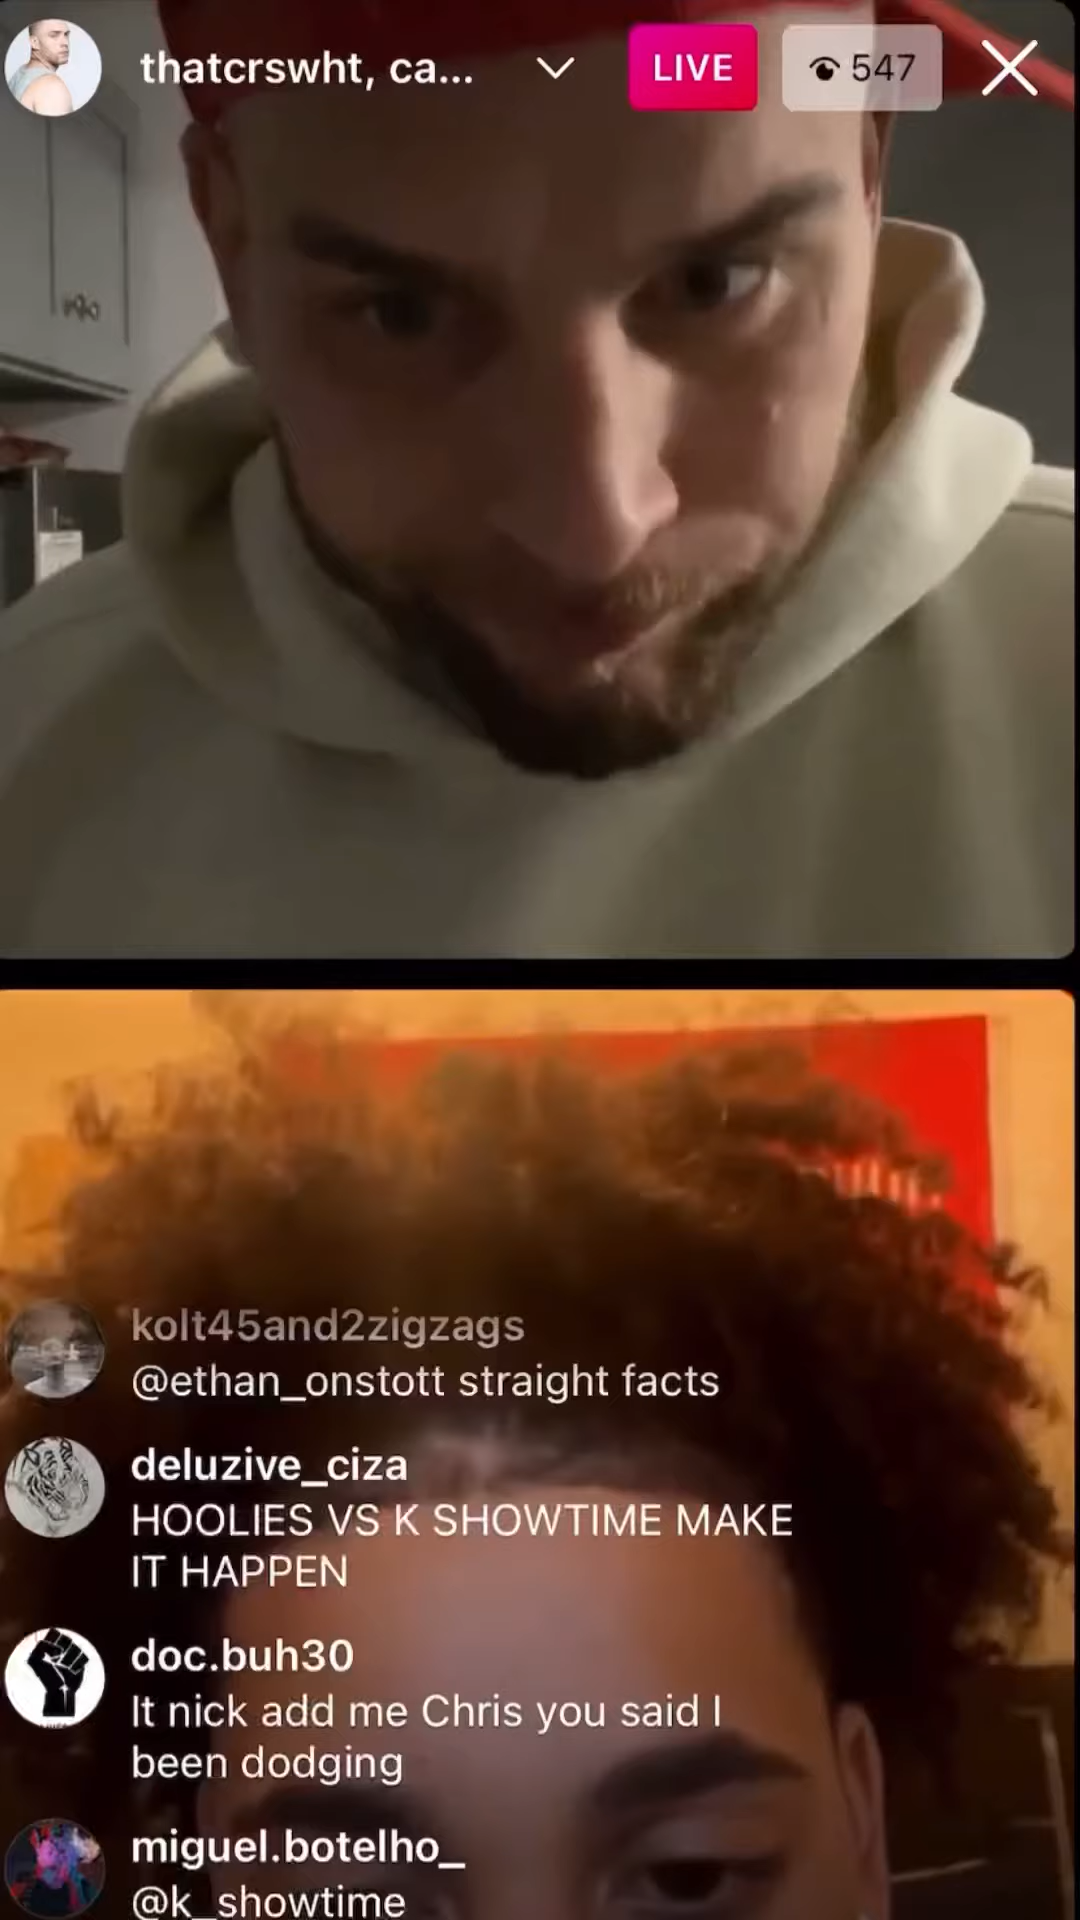 thatcrswht, ca...
LIVE
547
kolt45and2zigzags
@ethan_onstott straight facts
deluzive_ciza
HOOLIES VS K SHOWTIME MAKE
IT HAPPEN
doc.buh30
It nick add me Chris you said I
been dodging
miguel.botelho_
@k_showtime